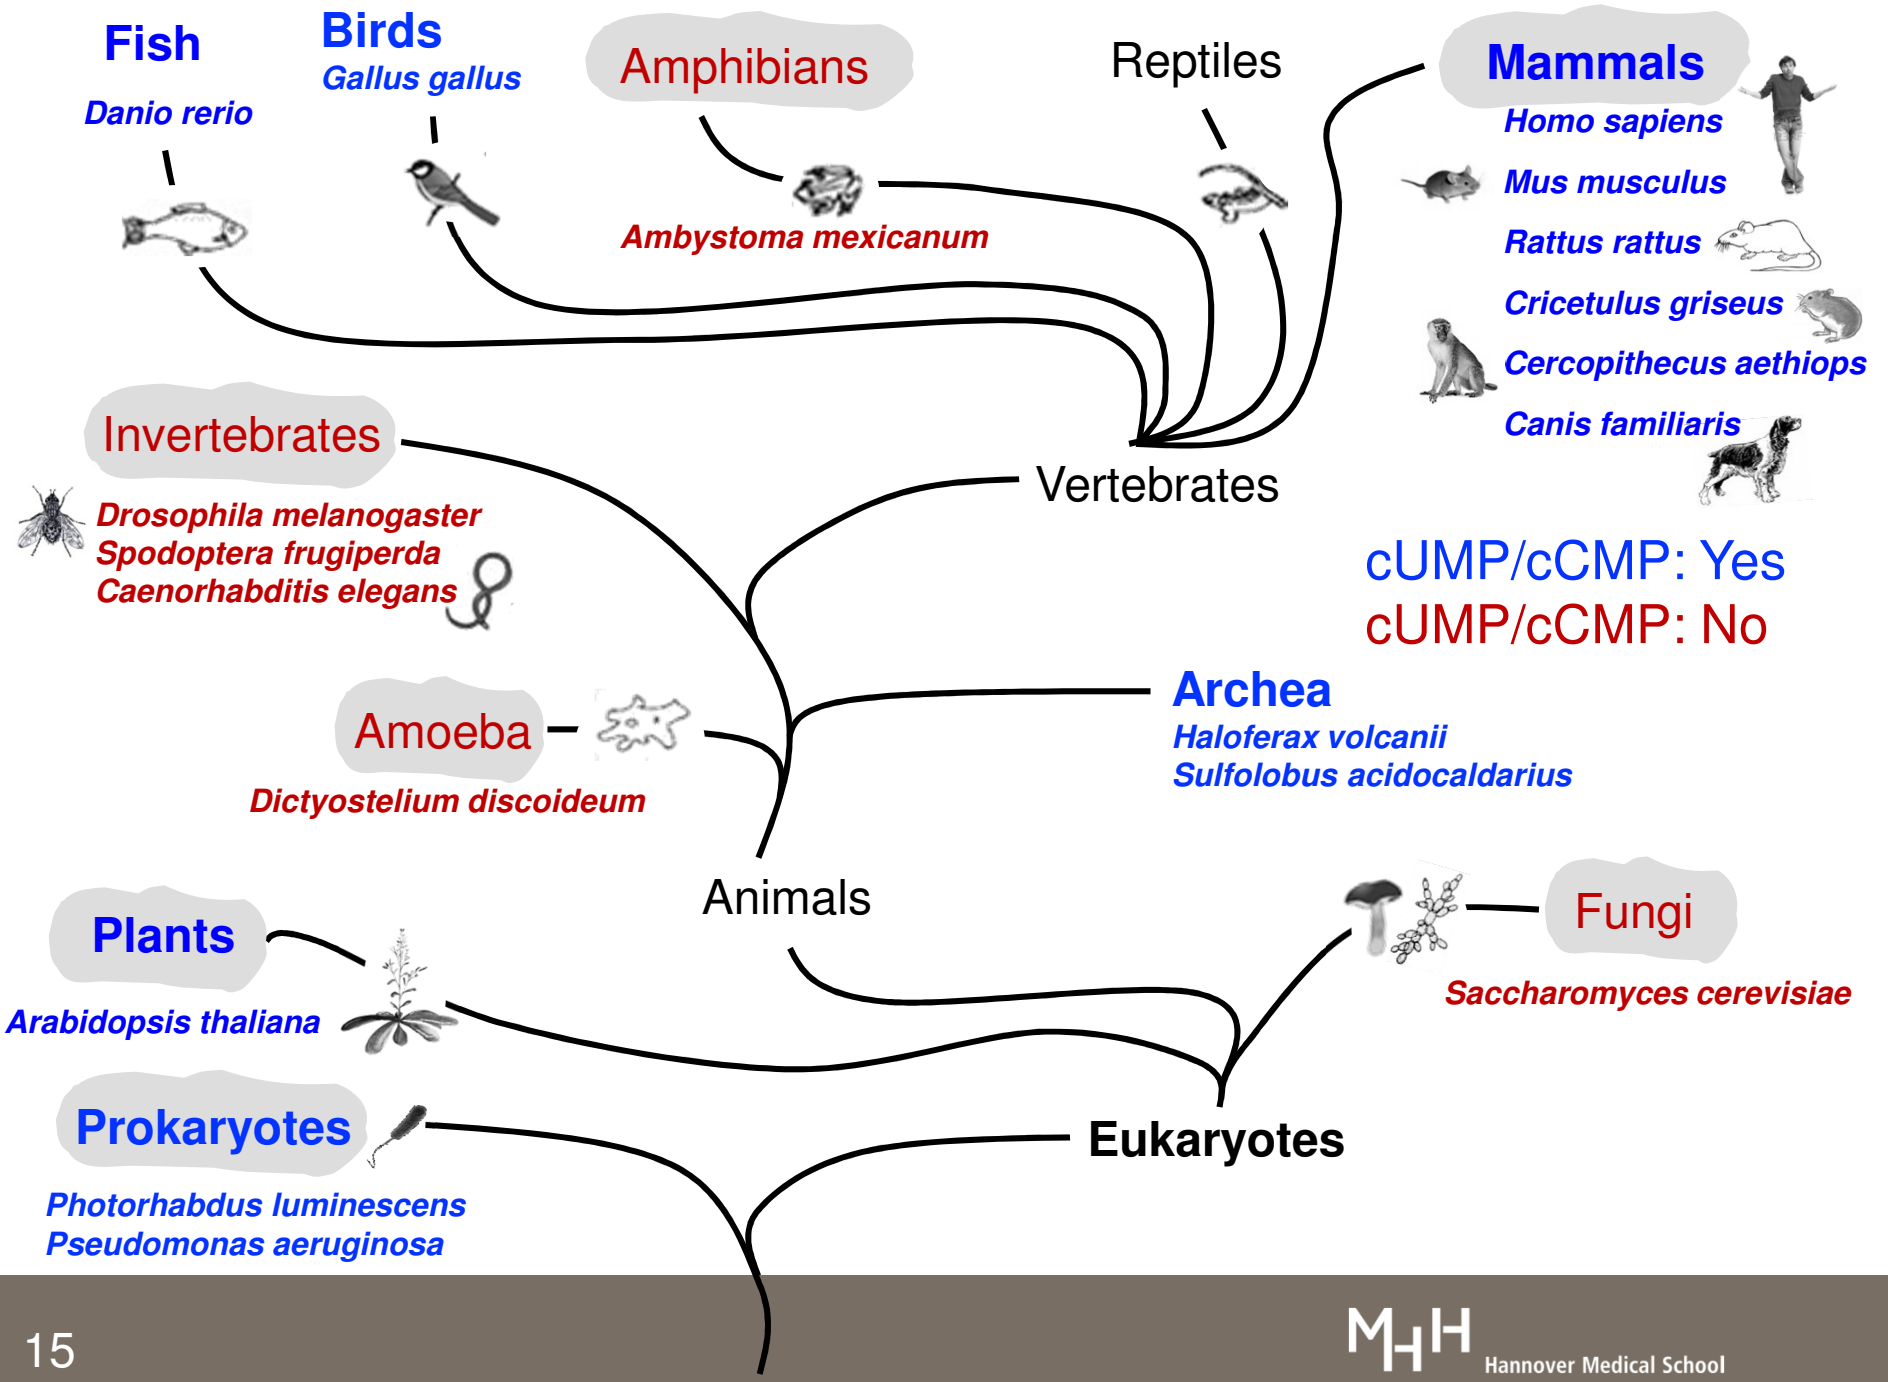 Fish
Danio rerio
Birds
Gallus gallus
Amphibians
Ambystoma mexicanum
Reptiles
Mammals
Homo sapiens
Mus musculus
Rattus rattus
Cricetulus griseus
Cercopithecus aethiops
Canis familiaris
Invertebrates
Drosophila melanogaster
Spodoptera frugiperda
Caenorhabditis elegans
Vertebrates
cUMP/cCMP: Yes
cUMP/cCMP: No
Archea
Haloferax volcanii
Sulfolobus acidocaldarius
Amoeba
Dictyostelium discoideum
Animals
Fungi
Saccharomyces cerevisiae
Plants
Arabidopsis thaliana
Prokaryotes
Photorhabdus luminescens
Pseudomonas aeruginosa
Eukaryotes
15
MHH
Hannover Medical School